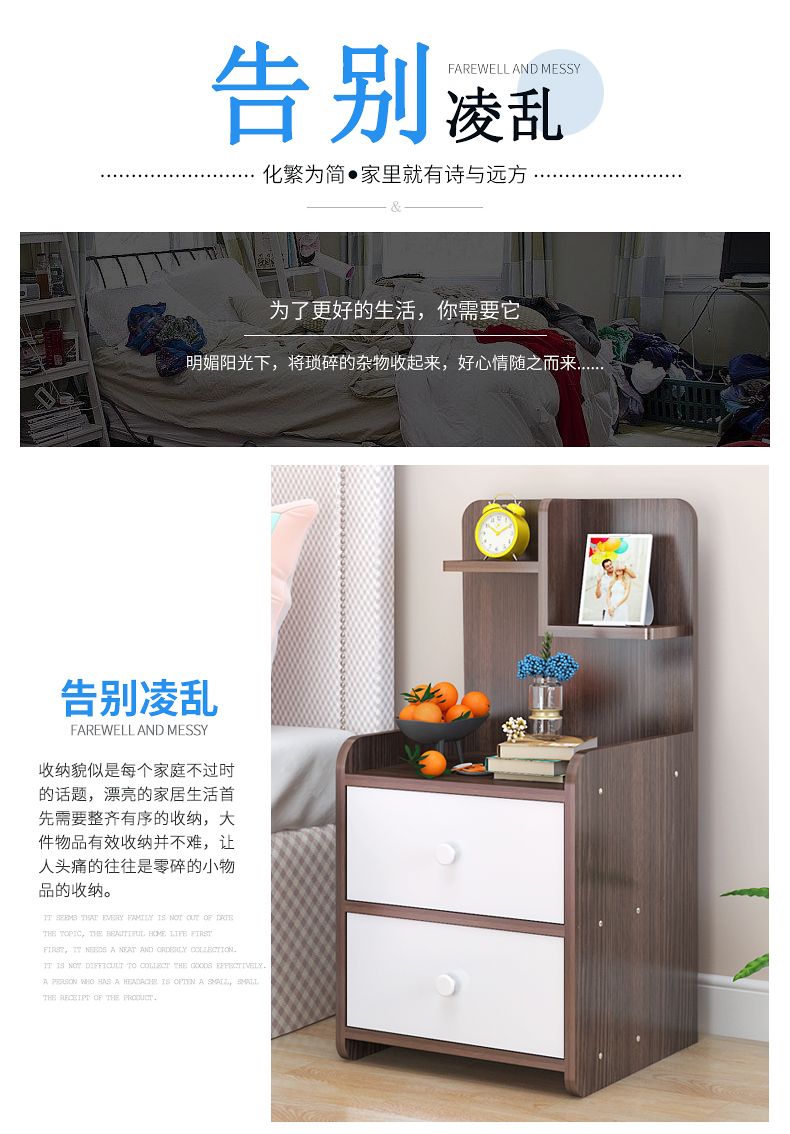 告别
FAREWELL AND MESSY
凌乱
化繁为简●家里就有诗与远方
&
为了更好的生活，你需要它
明媚阳光下，将琐碎的杂物收起来，好心情随之而来......
告别凌乱
FAREWELL AND MESSY
收纳貌似是每个家庭不过时
的话题，漂亮的家居生活首
先需要整齐有序的收纳，大
件物品有效收纳并不难，让
人头痛的往往是零碎的小物
品的收纳。
IT SEEMS THAT EVERY FAMILY IS NOT OUT OF DATE
THE TOPIC, THE BEAUTIFUL HOME LIFE FIRST
FIRST, IT NEEDS A NEAT AND ORDERLY COLLECTION.
IT IS NOT DIFFICULT TO COLLECT THE GOODS EFFECTIVELY.
A PERSON WHO HAS A HEADACHE IS OFTEN A SMALL, SMALL
THE RECEIPT OF THE PRODUCT.